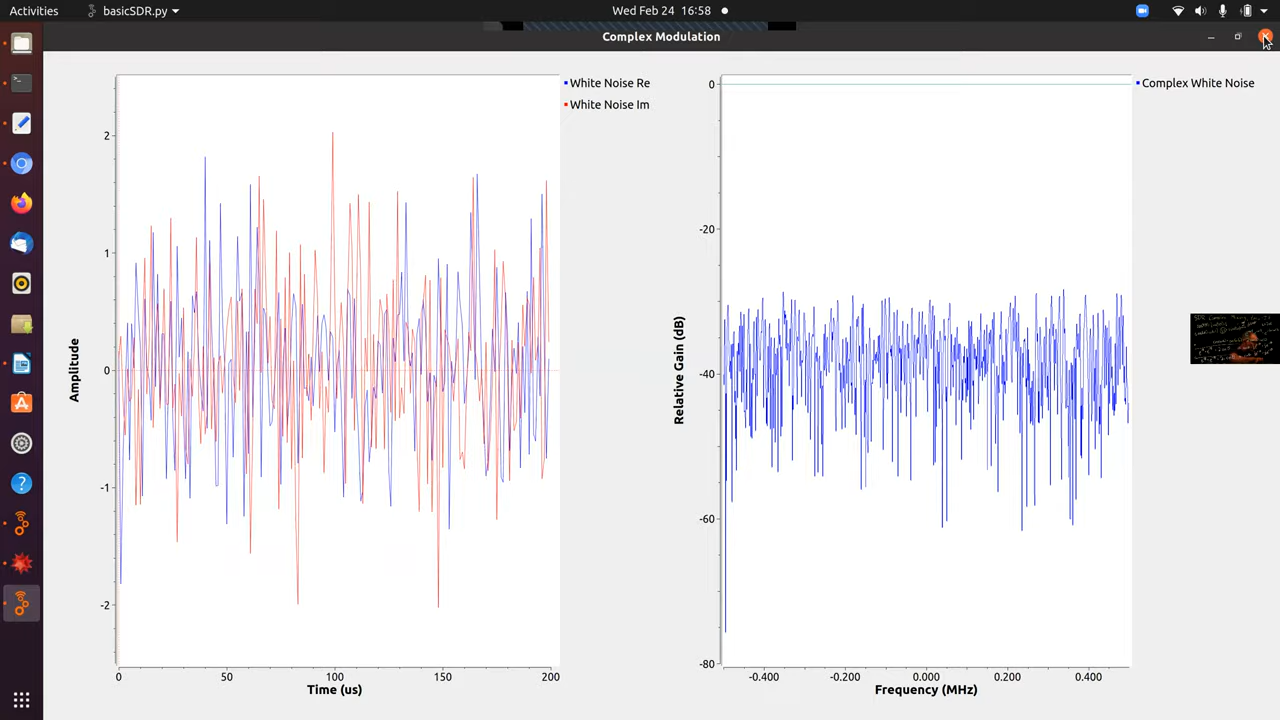 Activities
basicSDR.py
Wed Feb 24 16:58
Complex Modulation
White Noise Re
White Noise Im
Amplitude
2
1
0
-1
-2
0 50 100 150 200
Time (us)
Complex White Noise
Relative Gain (dB)
0
-20
-40
-60
-80
-0.400 -0.200 0.000 0.200 0.400
Frequency (MHz)